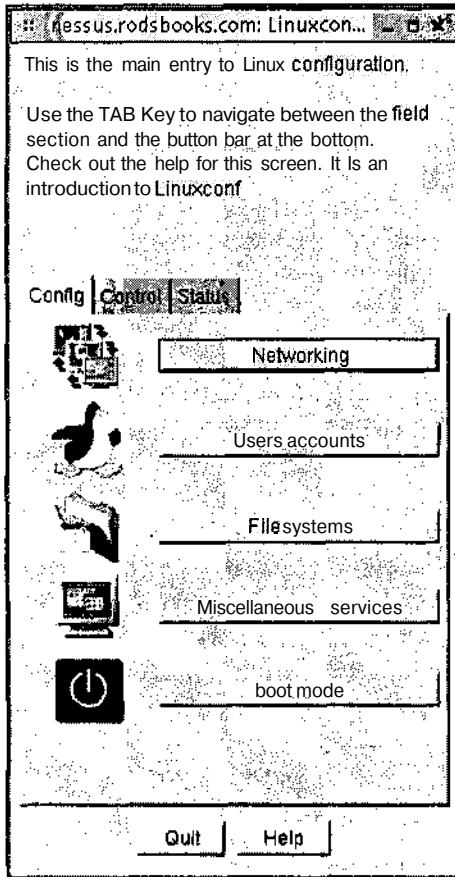 nessus.rodsbooks.com: Linuxcon...
This is the main entry to Linux configuration.
Use the TAB Key to navigate between the field
section and the button bar at the bottom.
Check out the help for this screen. It Is an
introduction to Linuxconf
Config Control Status
Networking
Users accounts
File systems
Miscellaneous services
boot mode
Quit Help